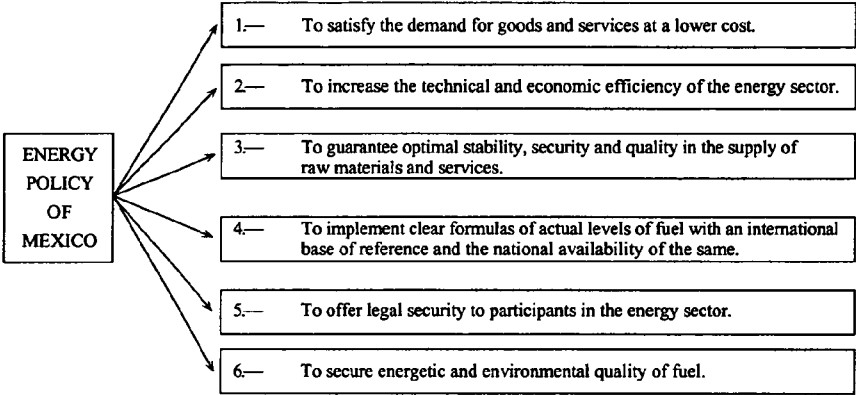 ENERGY
POLICY
OF
MEXICO
1.— To satisfy the demand for goods and services at a lower cost.
2.— To increase the technical and economic efficiency of the energy sector.
3.— To guarantee optimal stability, security and quality in the supply of
raw materials and services.
4.— To implement clear formulas of actual levels of fuel with an international
base of reference and the national availability of the same.
5.— To offer legal security to participants in the energy sector.
6.— To secure energetic and environmental quality of fuel.